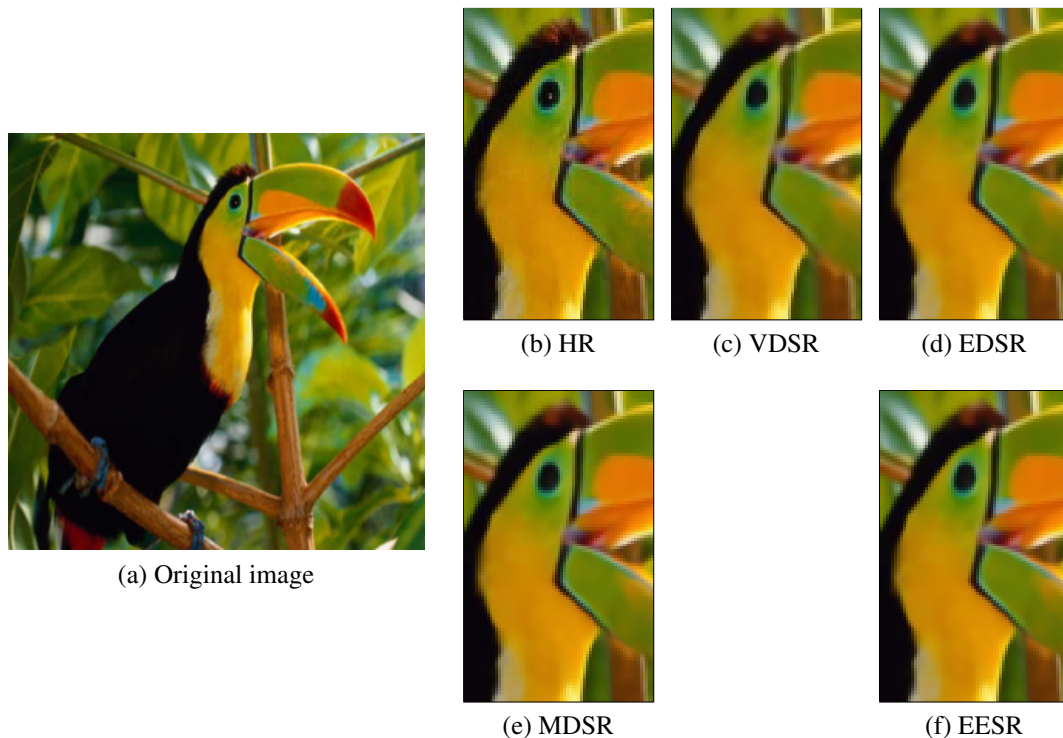 (a) Original image
(b) HR
(c) VDSR
(d) EDSR
(e) MDSR
(f) EESR